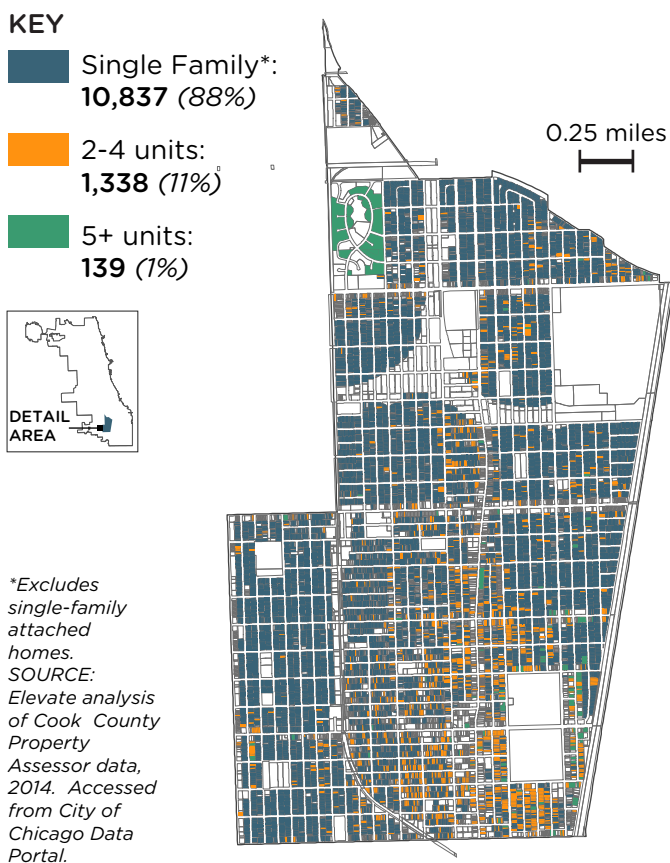 KEY
Single Family*:
10,837 (88%)
2-4 units:
1,338 (11%)
5+ units:
139 (1%)
0.25 miles
DETAIL
AREA
*Excludes
single-family
attached
homes.
SOURCE:
Elevate analysis
of Cook County
Property
Assessor data,
2014. Accessed
from City of
Chicago Data
Portal.